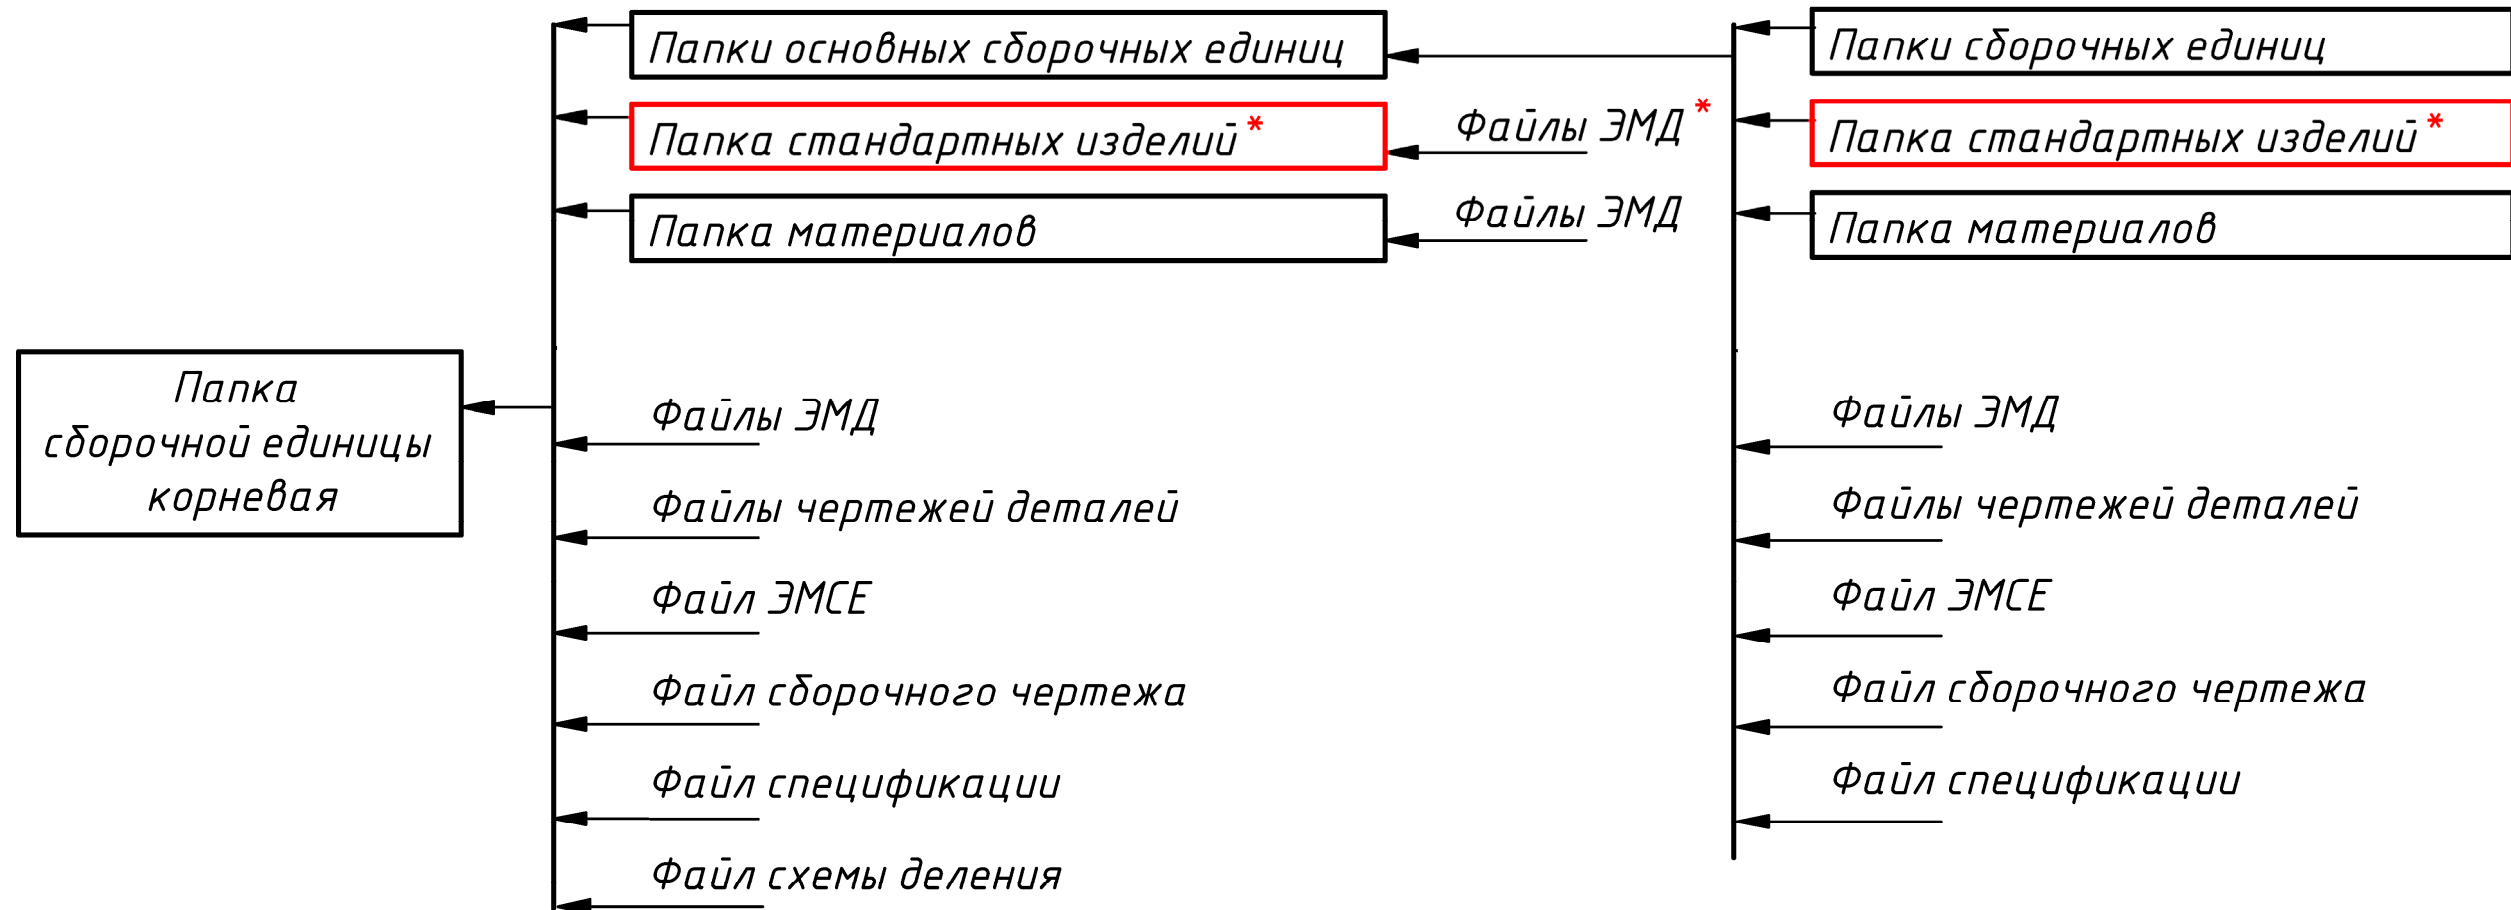 Папки основных сборочных единиц
Папка стандартных изделий *
Файлы ЭМД *
Папка материалов
Файлы ЭМД
Папка
сборочной единицы
корневая
Файлы ЭМД
Файлы чертежей деталей
Файл ЭМСЕ
Файл сборочного чертежа
Файл спецификации
Файл схемы деления
Папки сборочных единиц
Папка стандартных изделий *
Папка материалов
Файлы ЭМД
Файлы чертежей деталей
Файл ЭМСЕ
Файл сборочного чертежа
Файл спецификации